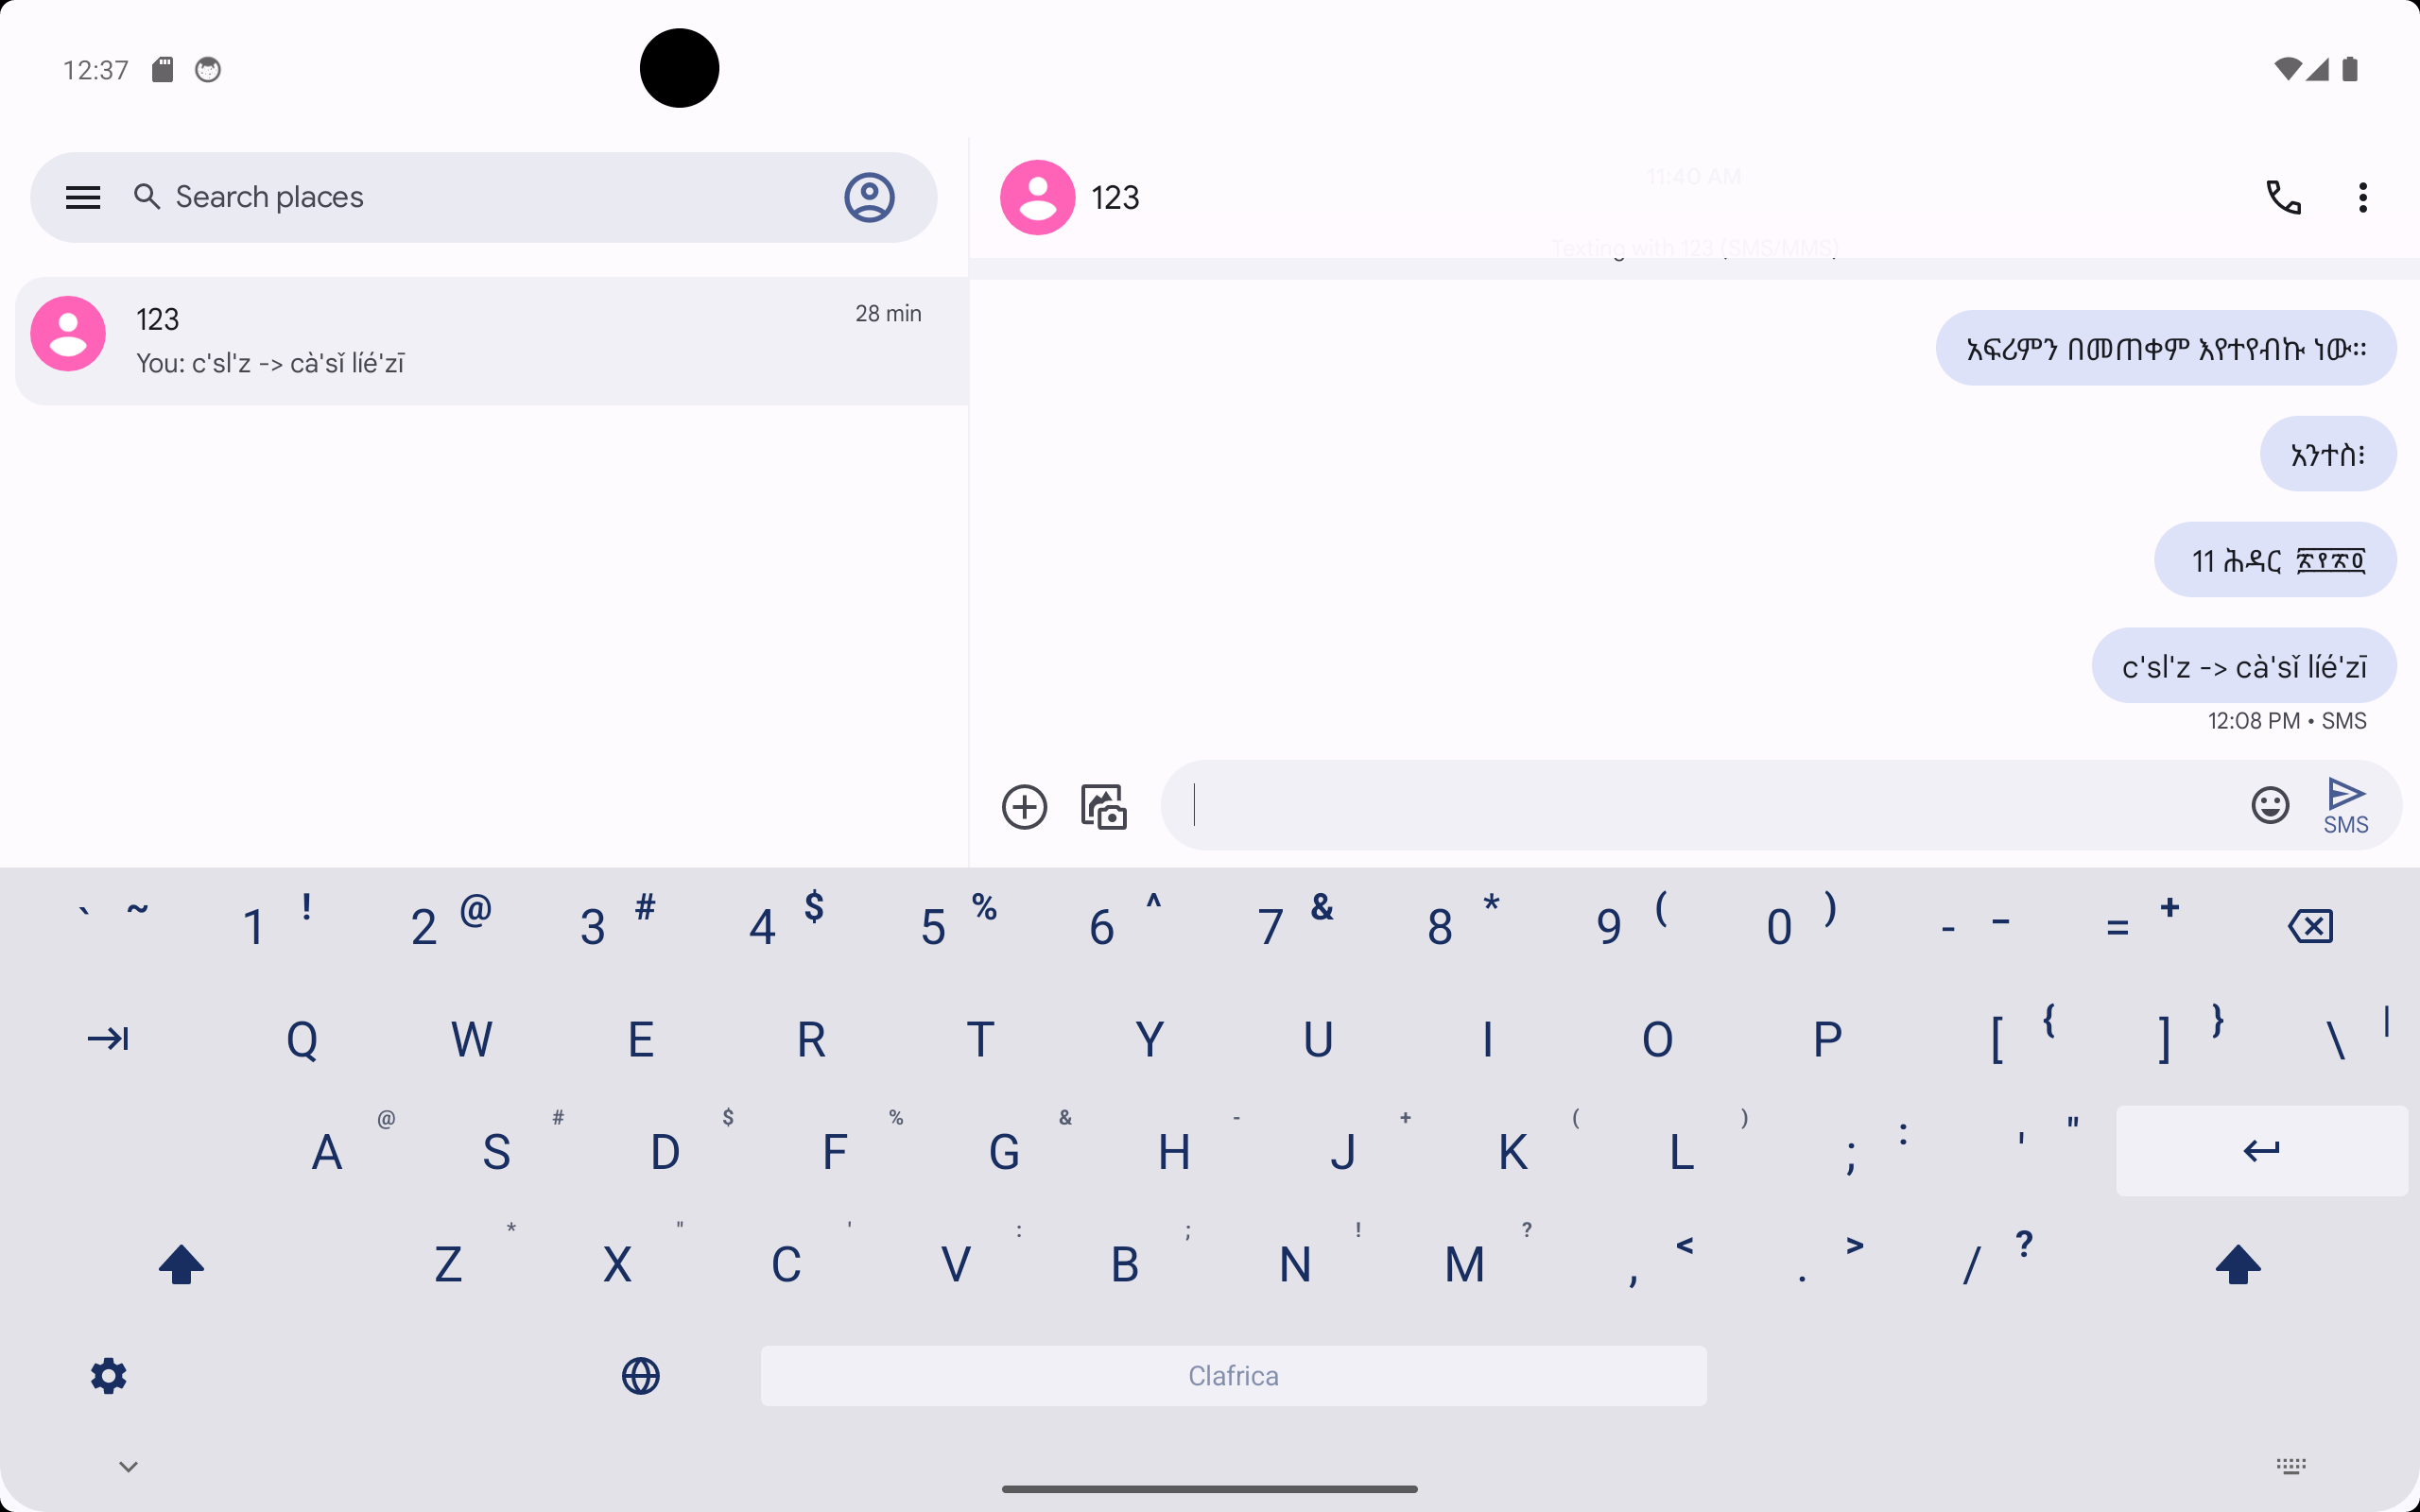 12:37
Search places
123
28 min
You: c'sl'z -> cà'sǐ líé'zī
123
11:40 AM
Texting with 123 (SMS/MMS)
አፍሪምን በመጠቀም እየተየብኩ ነው።
አንተስ፧
11 ሕዳር ፳፻፳፬
c'sl'z -> cà'sǐ líé'zī
12:08 PM • SMS
SMS
` ~ 1 ! 2 @ 3 # 4 $ 5 % 6 ^ 7 & 8 * 9 ( 0 ) - _ = +
Q W E R T Y U I O P [ { ] } \ |
A @ S # D $ F % G & H - J + K ( L ) ; : ' "
Z * X " C ' V : B ; N ! M ? , < . > / ?
Clafrica